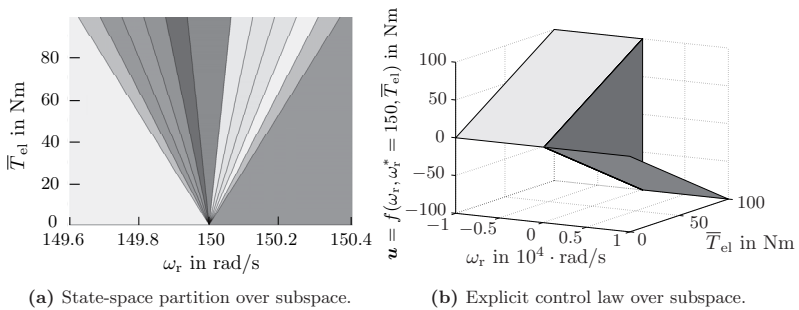 80
60
40
20
0
T̅el in Nm
149.6 149.8 150 150.2 150.4
ωr in rad/s
(a) State-space partition over subspace.
u = f(ωr, ωr* = 150, T̅el) in Nm
100
50
0
−50
−100
−1 −0.5 0 0.5 1
ωr in 10⁴ · rad/s
0 50 100
T̅el in Nm
(b) Explicit control law over subspace.